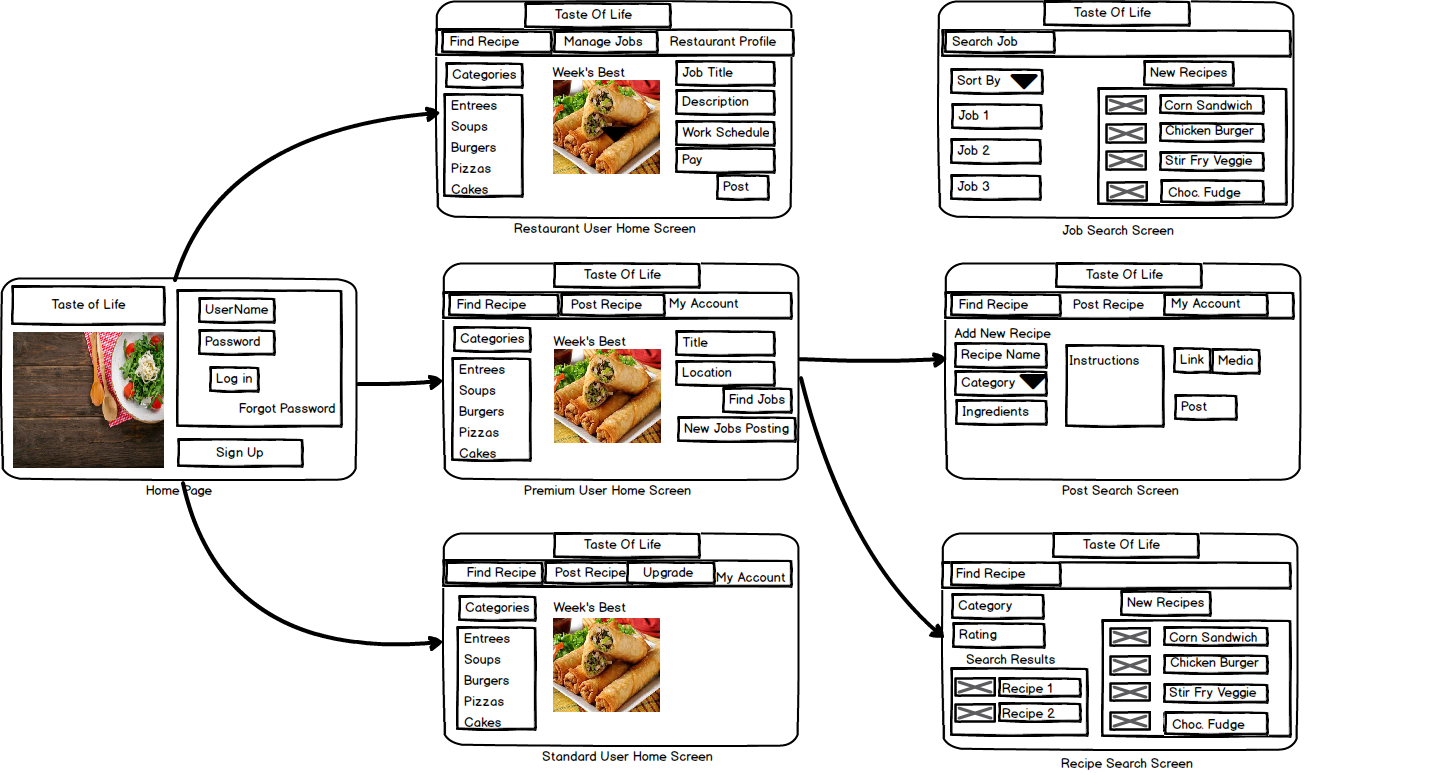 Taste Of Life
Find Recipe
Manage Jobs
Restaurant Profile
Categories
Entrees
Soups
Burgers
Pizzas
Cakes
Week's Best
Job Title
Description
Work Schedule
Pay
Post
Restaurant User Home Screen
Taste Of Life
Search Job
Sort By
Job 1
Job 2
Job 3
New Recipes
Corn Sandwich
Chicken Burger
Stir Fry Veggie
Choc. Fudge
Job Search Screen
Taste of Life
UserName
Password
Log in
Forgot Password
Sign Up
Home Page
Taste Of Life
Find Recipe
Post Recipe
My Account
Categories
Entrees
Soups
Burgers
Pizzas
Cakes
Week's Best
Title
Location
Find Jobs
New Jobs Posting
Premium User Home Screen
Taste Of Life
Find Recipe
Post Recipe
My Account
Add New Recipe
Recipe Name
Category
Ingredients
Instructions
Link
Media
Post
Post Search Screen
Taste Of Life
Find Recipe
Post Recipe
Upgrade
My Account
Categories
Entrees
Soups
Burgers
Pizzas
Cakes
Week's Best
Standard User Home Screen
Taste Of Life
Find Recipe
Category
Rating
Search Results
Recipe 1
Recipe 2
New Recipes
Corn Sandwich
Chicken Burger
Stir Fry Veggie
Choc. Fudge
Recipe Search Screen